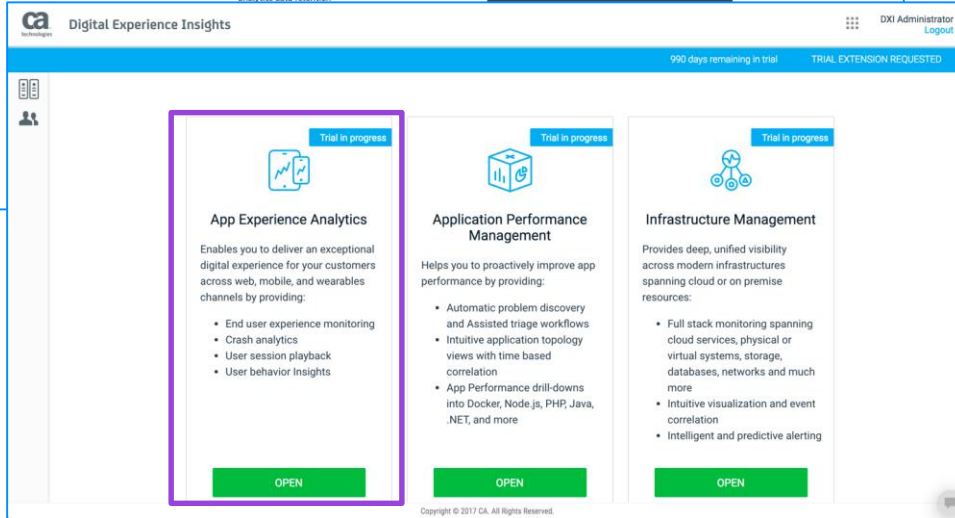 ca
technologies
Digital Experience Insights
DXI Administrator
Logout
990 days remaining in trial
TRIAL EXTENSION REQUESTED
Trial in progress
App Experience Analytics
Enables you to deliver an exceptional
digital experience for your customers
across web, mobile, and wearables
channels by providing:
• End user experience monitoring
• Crash analytics
• User session playback
• User behavior Insights
OPEN
Trial in progress
Application Performance
Management
Helps you to proactively improve app
performance by providing:
• Automatic problem discovery
and Assisted triage workflows
• Intuitive application topology
views with time based
correlation
• App Performance drill-downs
into Docker, Node.js, PHP, Java,
.NET, and more
OPEN
Trial in progress
Infrastructure Management
Provides deep, unified visibility
across modern infrastructures
spanning cloud or on premise
resources:
• Full stack monitoring spanning
cloud services, physical or
virtual systems, storage,
databases, networks and much
more
• Intuitive visualization and event
correlation
• Intelligent and predictive alerting
OPEN
Copyright © 2017 CA. All Rights Reserved.